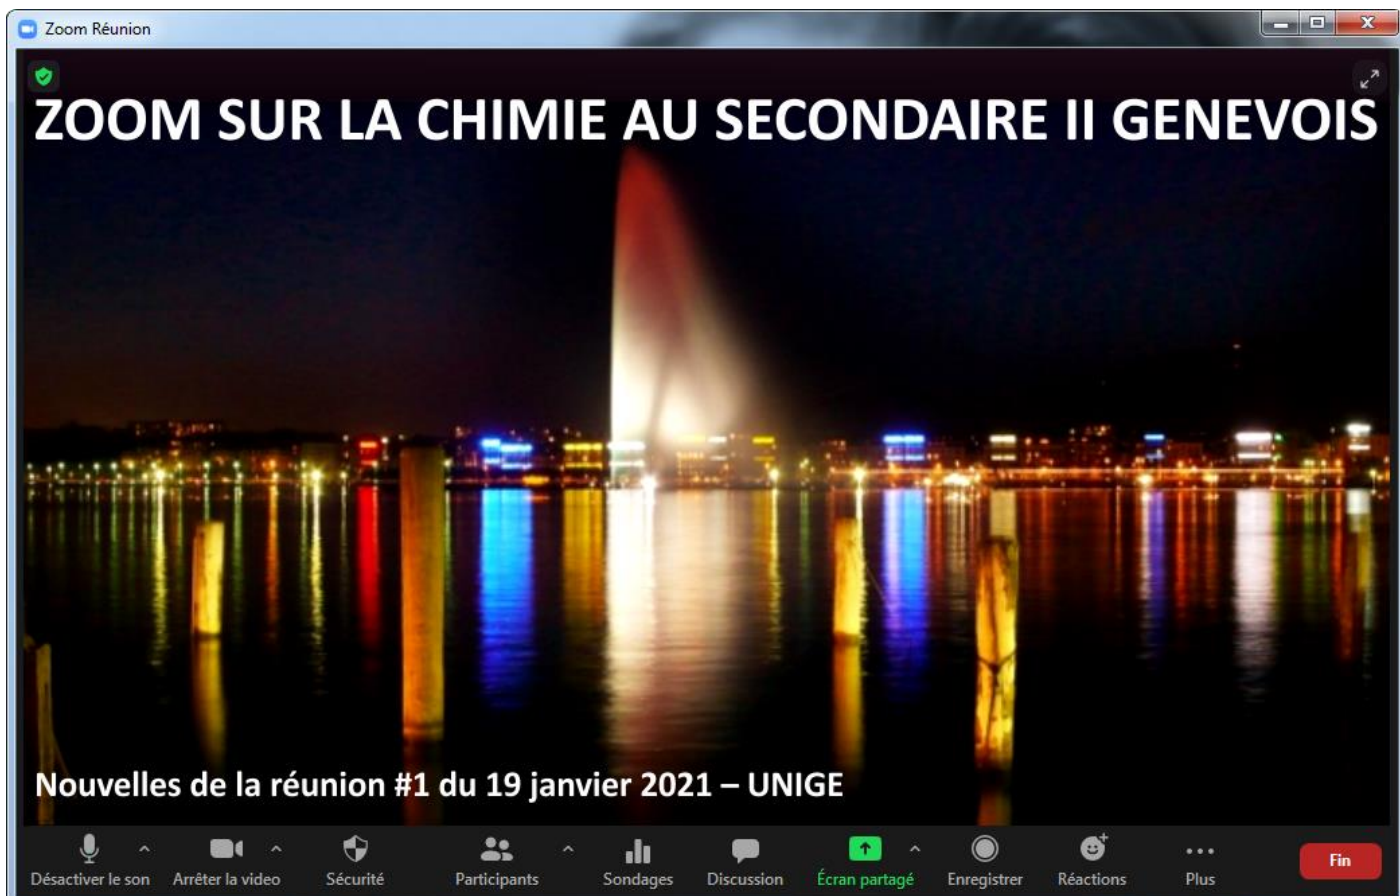 Zoom Réunion
ZOOM SUR LA CHIMIE AU SECONDAIRE II GENEVOIS
Nouvelles de la réunion #1 du 19 janvier 2021 – UNIGE
Désactiver le son Arrêter la video Sécurité Participants Sondages Discussion Écran partagé Enregistrer Réactions Plus Fin